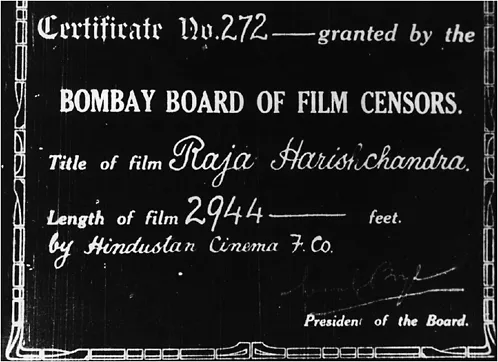 Certificate No. 272 — granted by the
BOMBAY BOARD OF FILM CENSORS.
Title of film Raja Harishchandra.
Length of film 2944 — feet.
by Hindustan Cinema F. Co.
President of the Board.